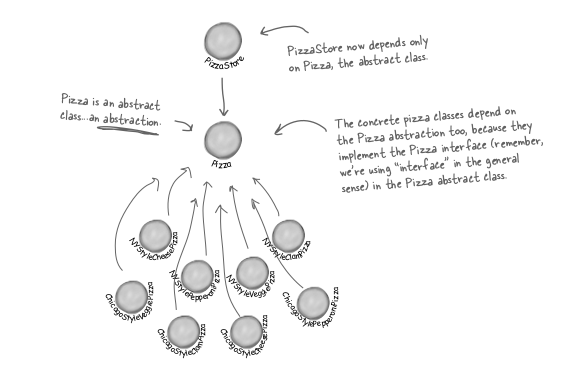 PizzaStore
PizzaStore now depends only
on Pizza, the abstract class.
Pizza is an abstract
class...an abstraction.
Pizza
The concrete pizza classes depend on
the Pizza abstraction too, because they
implement the Pizza interface (remember,
we're using "interface" in the general
sense) in the Pizza abstract class.
NYStyleCheesePizza
NYStyleClamPizza
NYStylePepperoniPizza
NYStyleVeggiePizza
ChicagoStyleVeggiePizza
ChicagoStylePepperoniPizza
ChicagoStyleClamPizza
ChicagoStyleCheesePizza